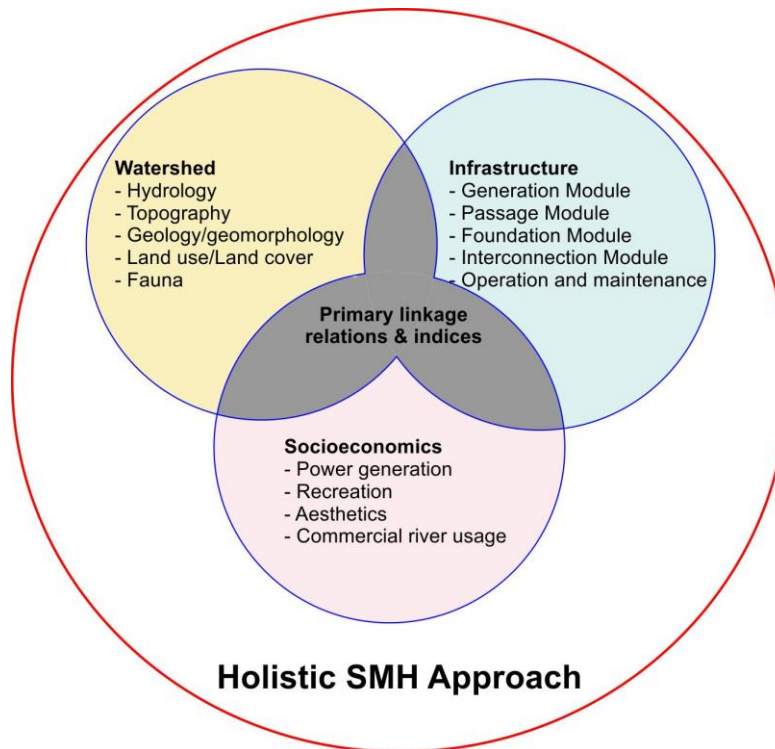 Watershed
- Hydrology
- Topography
- Geology/geomorphology
- Land use/Land cover
- Fauna
Infrastructure
- Generation Module
- Passage Module
- Foundation Module
- Interconnection Module
- Operation and maintenance
Primary linkage
relations & indices
Socioeconomics
- Power generation
- Recreation
- Aesthetics
- Commercial river usage
Holistic SMH Approach